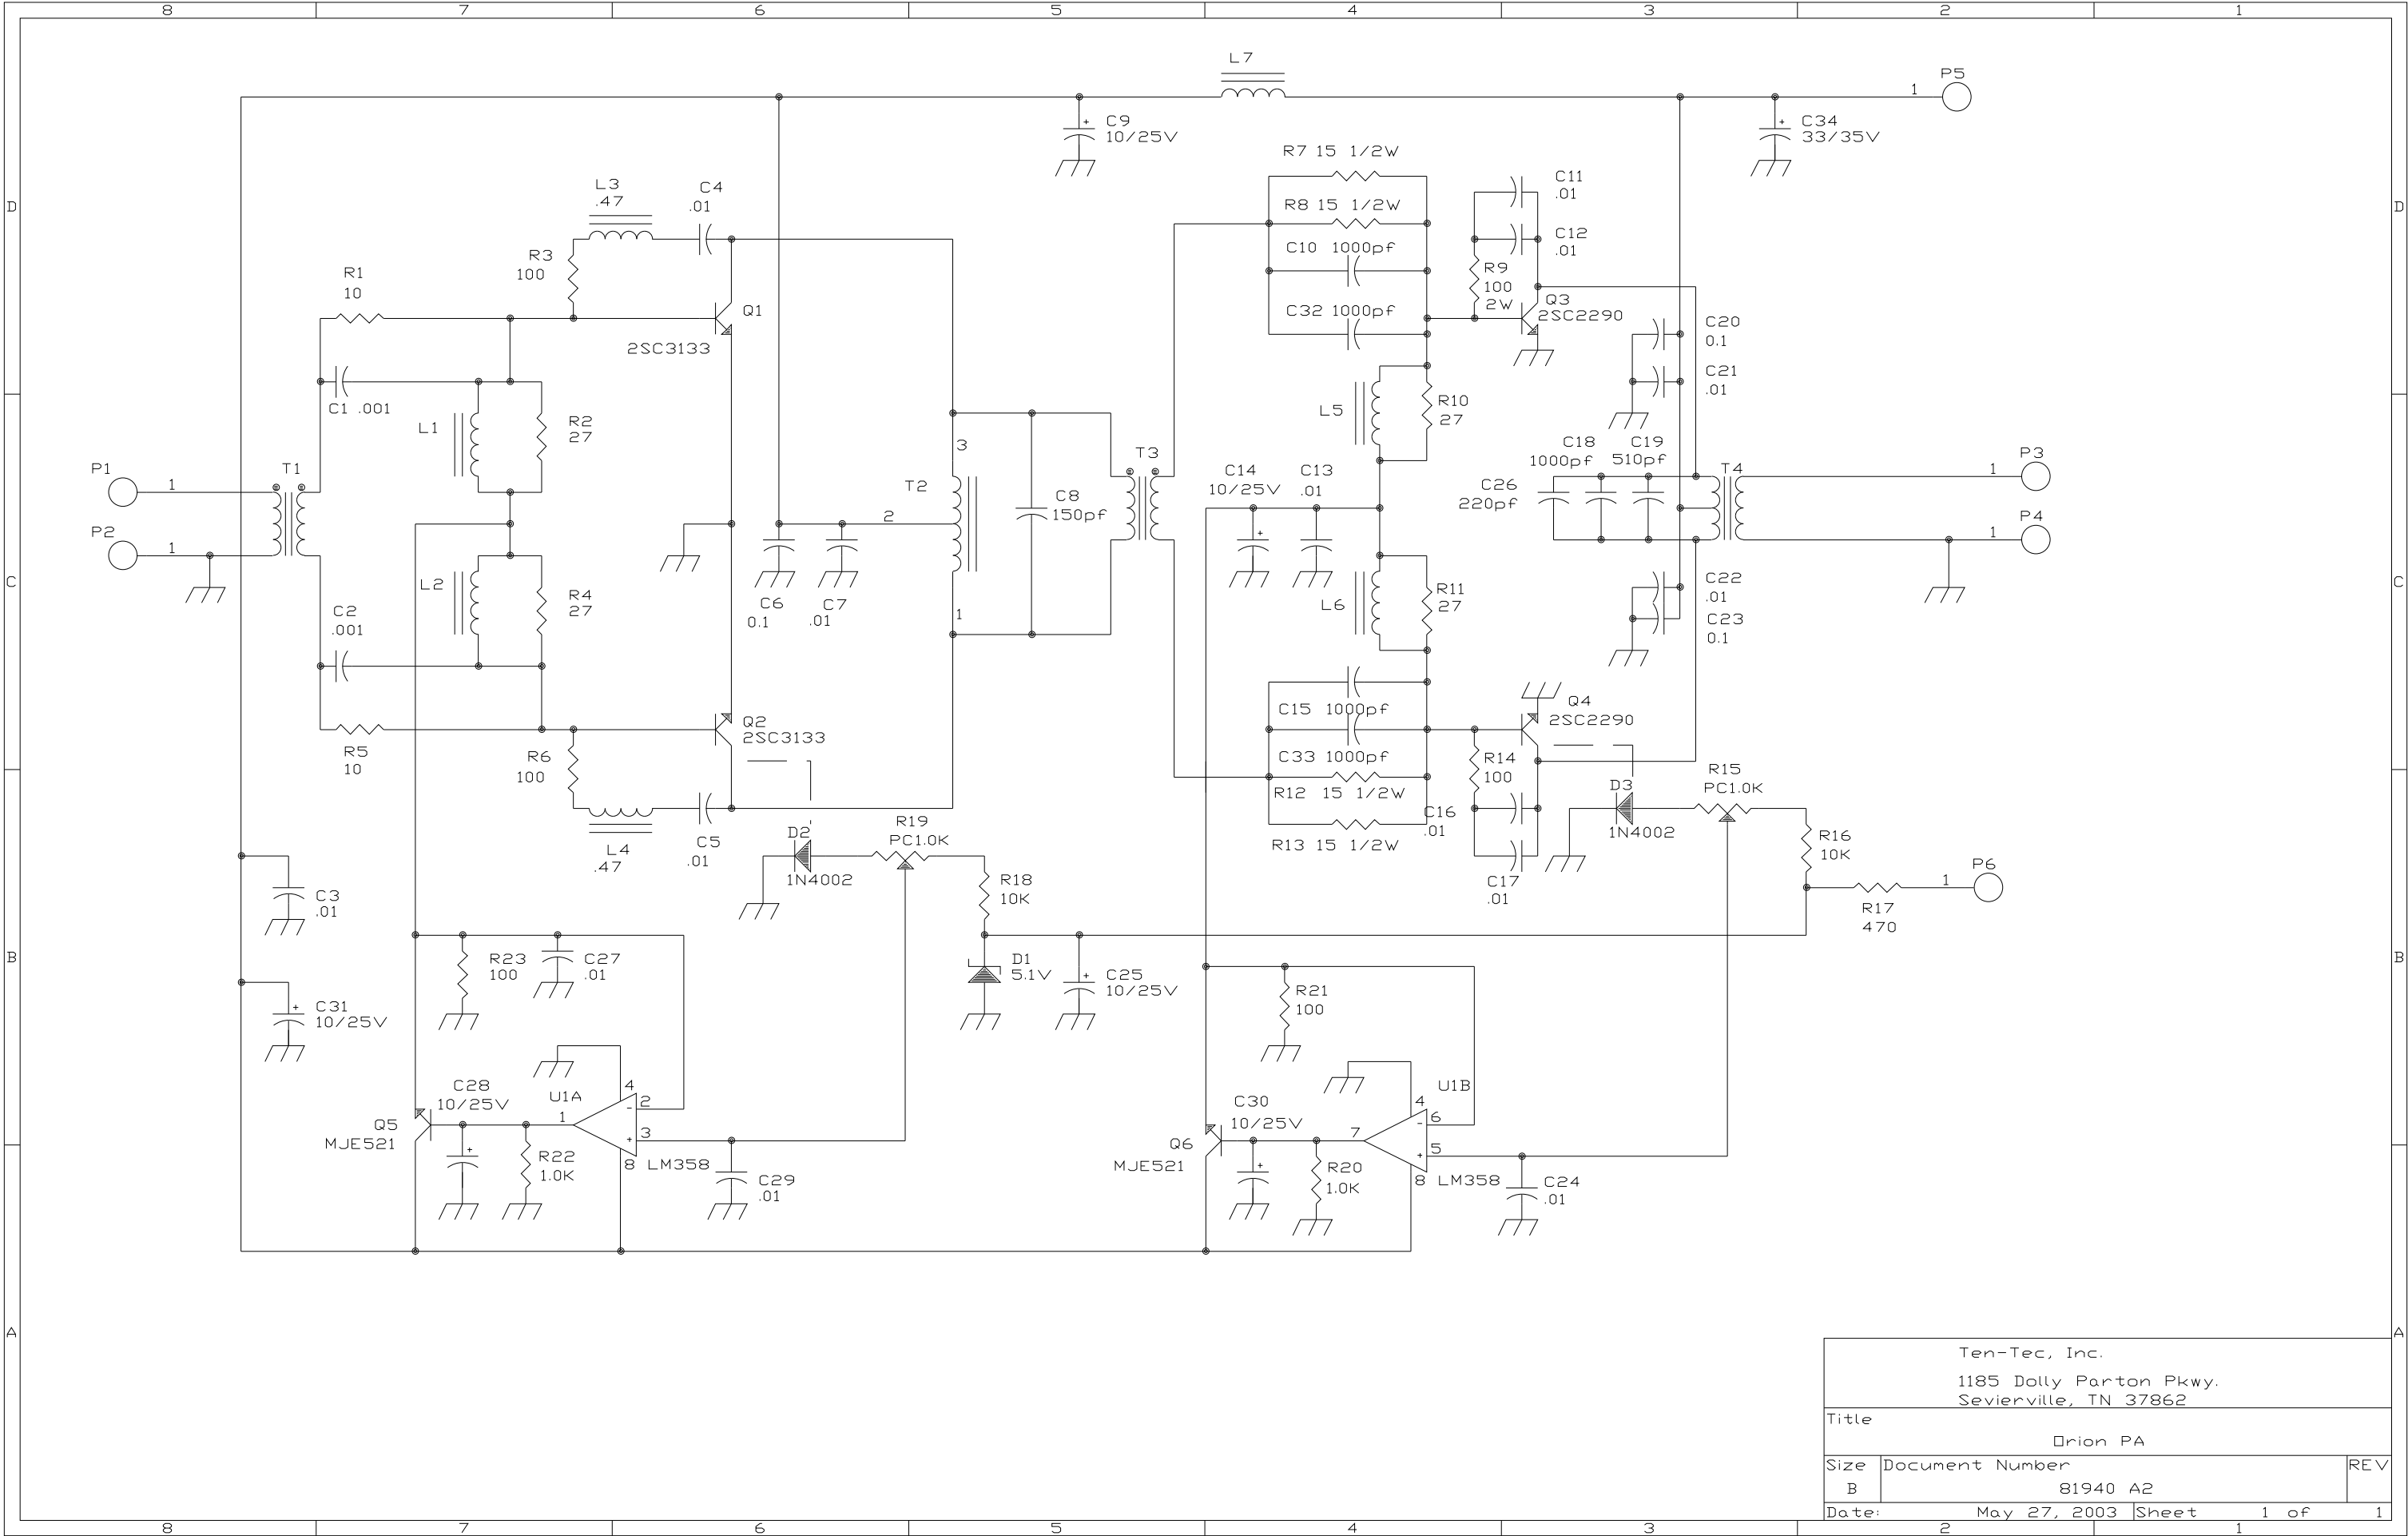 8 7 6 5 4 3 2 1
L7
P5
1
C9
10/25V
C34
33/35V
R7 15 1/2W
D
D
L3
.47
C4
.01
C11
.01
R8 15 1/2W
C12
.01
R3
100
C10 1000pf
R1
10
R9
100
2W
Q1
C32 1000pf
Q3
2SC2290
2SC3133
C20
0.1
C21
.01
C1 .001
L1
R2
27
L5
R10
27
3
C18
1000pf
C19
510pf
P1
1
T1
T2
T3
C14
10/25V
C13
.01
T4
1
P3
C26
220pf
C8
150pf
2
P2
1
1
P4
C
C
L2
R4
27
C6
0.1
C7
.01
1
L6
R11
27
C22
.01
C23
0.1
C2
.001
Q2
2SC3133
C15 1000pf
Q4
2SC2290
R5
10
R6
100
C33 1000pf
R14
100
R15
PC1.0K
R12 15 1/2W
D3
1N4002
C16
.01
L4
.47
C5
.01
D2
1N4002
R19
PC1.0K
R13 15 1/2W
R16
10K
C3
.01
R18
10K
C17
.01
1
P6
R17
470
B
B
R23
100
C27
.01
D1
5.1V
C25
10/25V
R21
100
C31
10/25V
C28
10/25V
U1A
4
2
-
1
3
+
8 LM358
Q5
MJE521
R22
1.0K
C29
.01
C30
10/25V
U1B
4
6
-
7
5
+
8 LM358
Q6
MJE521
R20
1.0K
C24
.01
A
A
Ten-Tec, Inc.
1185 Dolly Parton Pkwy.
Sevierville, TN 37862
Title
Orion PA
Size Document Number REV
B 81940 A2
Date: May 27, 2003 Sheet 1 of 1
8 7 6 5 4 3 2 1